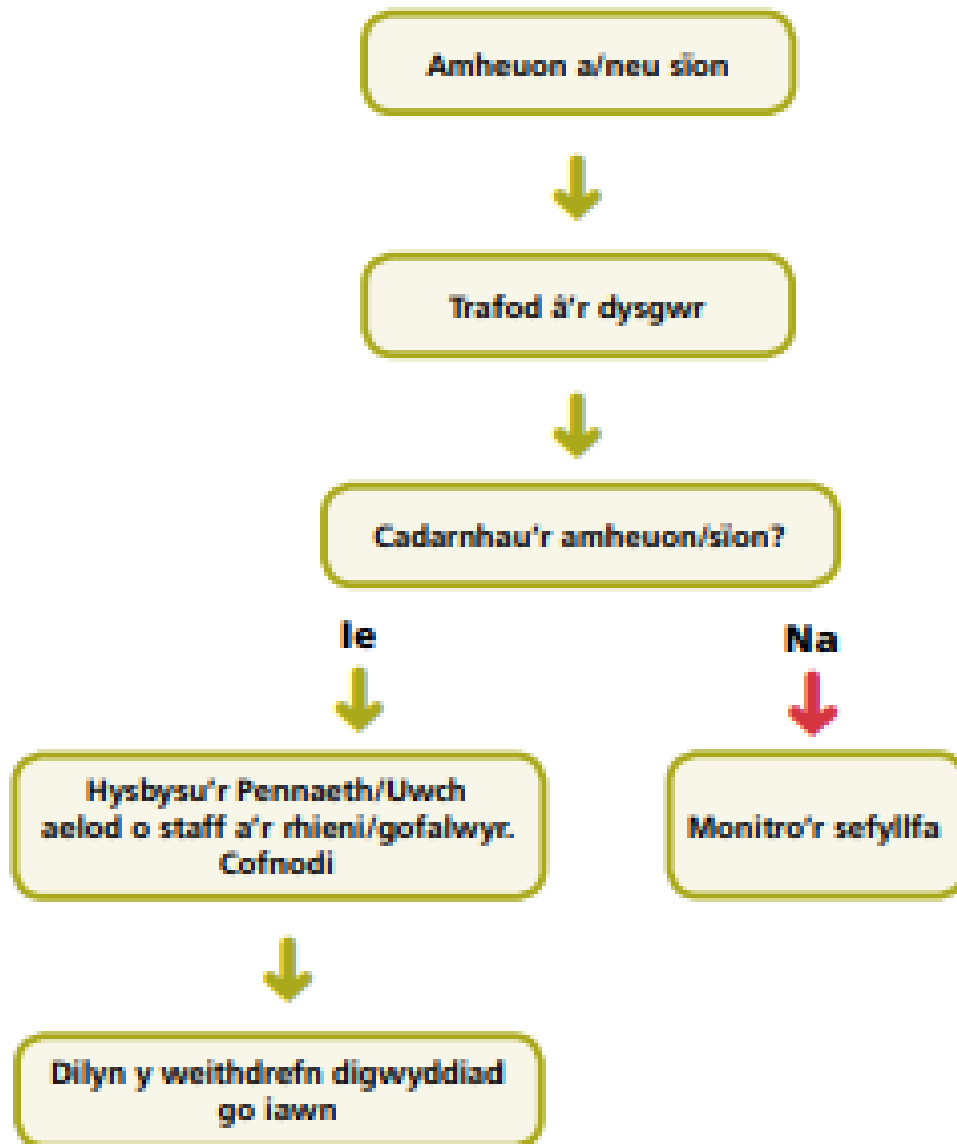 Amheuon a/neu sïon
Trafod â'r dysgwr
Cadarnhau'r amheuon/sïon?
Ie
Na
Hysbysu'r Pennaeth/Uwch
aelod o staff a'r rhieni/gofalwyr.
Cofnodi
Monitro'r sefyllfa
Dilyn y weithdrefn digwyddiad
go iawn